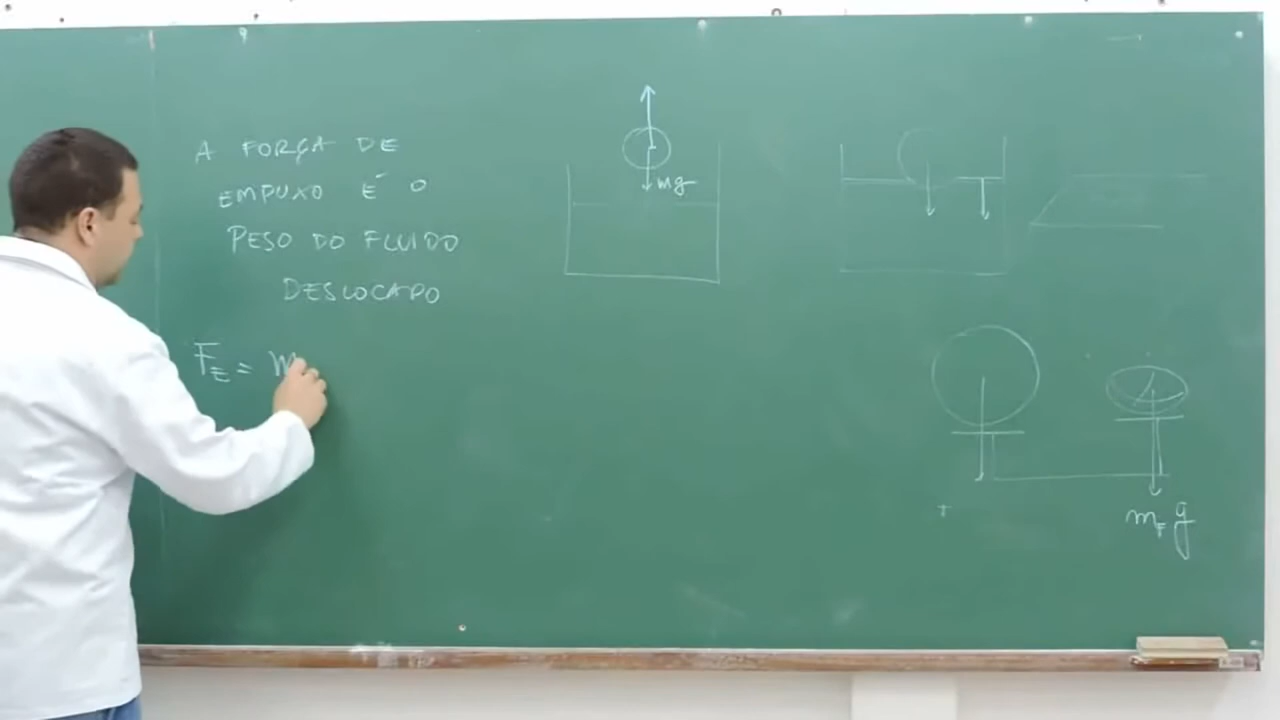 A FORÇA DE
EMPUXO É O
PESO DO FLUIDO
DESLOCADO
F_E = m
mg
m_F g